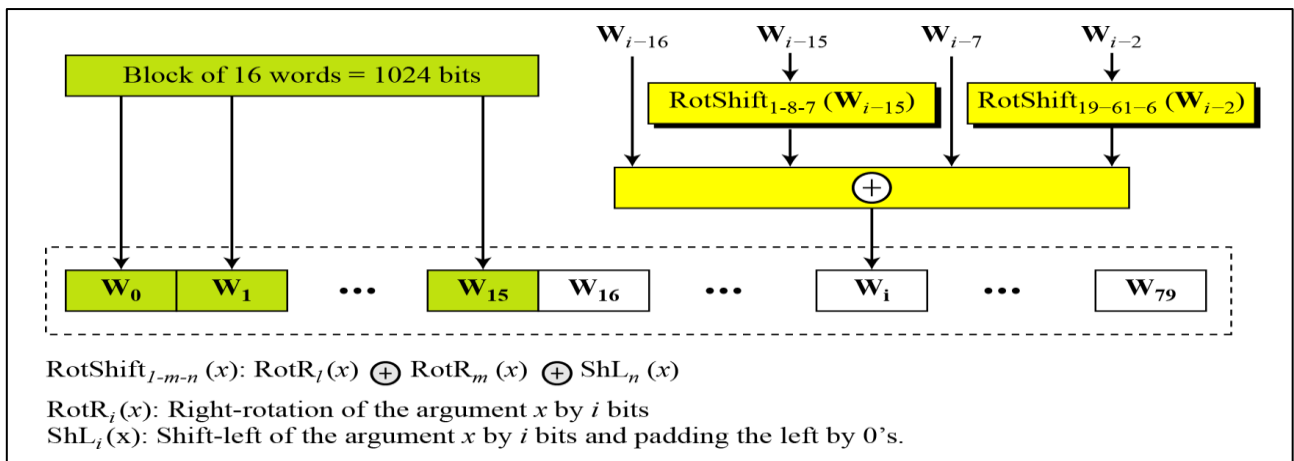 W_{i−16} W_{i−15} W_{i−7} W_{i−2}
Block of 16 words = 1024 bits
RotShift_{1-8-7} (W_{i−15}) RotShift_{19–61–6} (W_{i−2})
+
W_0 W_1 ••• W_15 W_16 ••• W_i ••• W_79
RotShift_{1-m-n} (x): RotR_l(x) ⊕ RotR_m (x) ⊕ ShL_n (x)
RotR_i(x): Right-rotation of the argument x by i bits
ShL_i(x): Shift-left of the argument x by i bits and padding the left by 0’s.